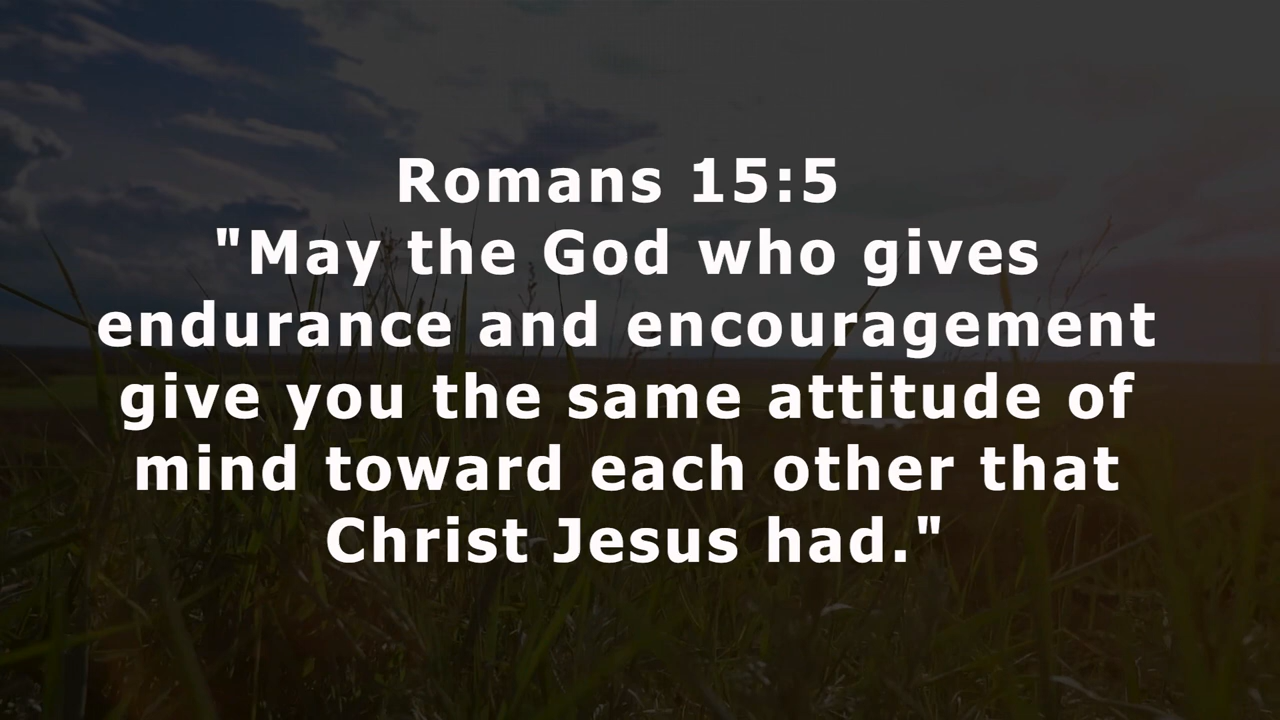 Romans 15:5
"May the God who gives
endurance and encouragement
give you the same attitude of
mind toward each other that
Christ Jesus had."